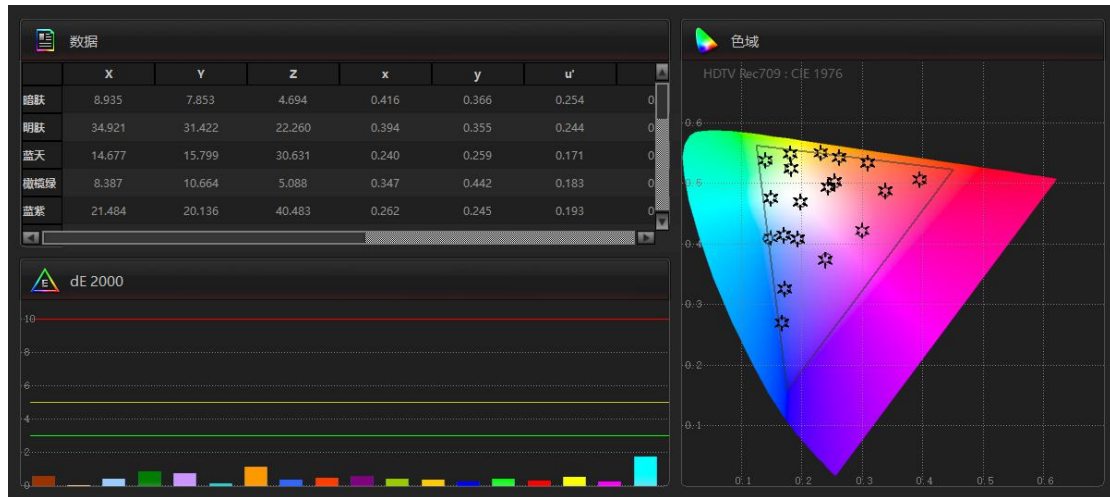 数据
X Y Z x y u'
暗肤 8.935 7.853 4.694 0.416 0.366 0.254 0
明肤 34.921 31.422 22.260 0.394 0.355 0.244 0
蓝天 14.677 15.799 30.631 0.240 0.259 0.171 0
橄榄绿 8.387 10.664 5.088 0.347 0.442 0.183 0
蓝紫 21.484 20.136 40.483 0.262 0.245 0.193 0
E dE 2000
10
8
6
4
2
0
色域
HDTV Rec709 : CIE 1976
0.6
0.5
0.4
0.3
0.2
0.1
0.1 0.2 0.3 0.4 0.5 0.6